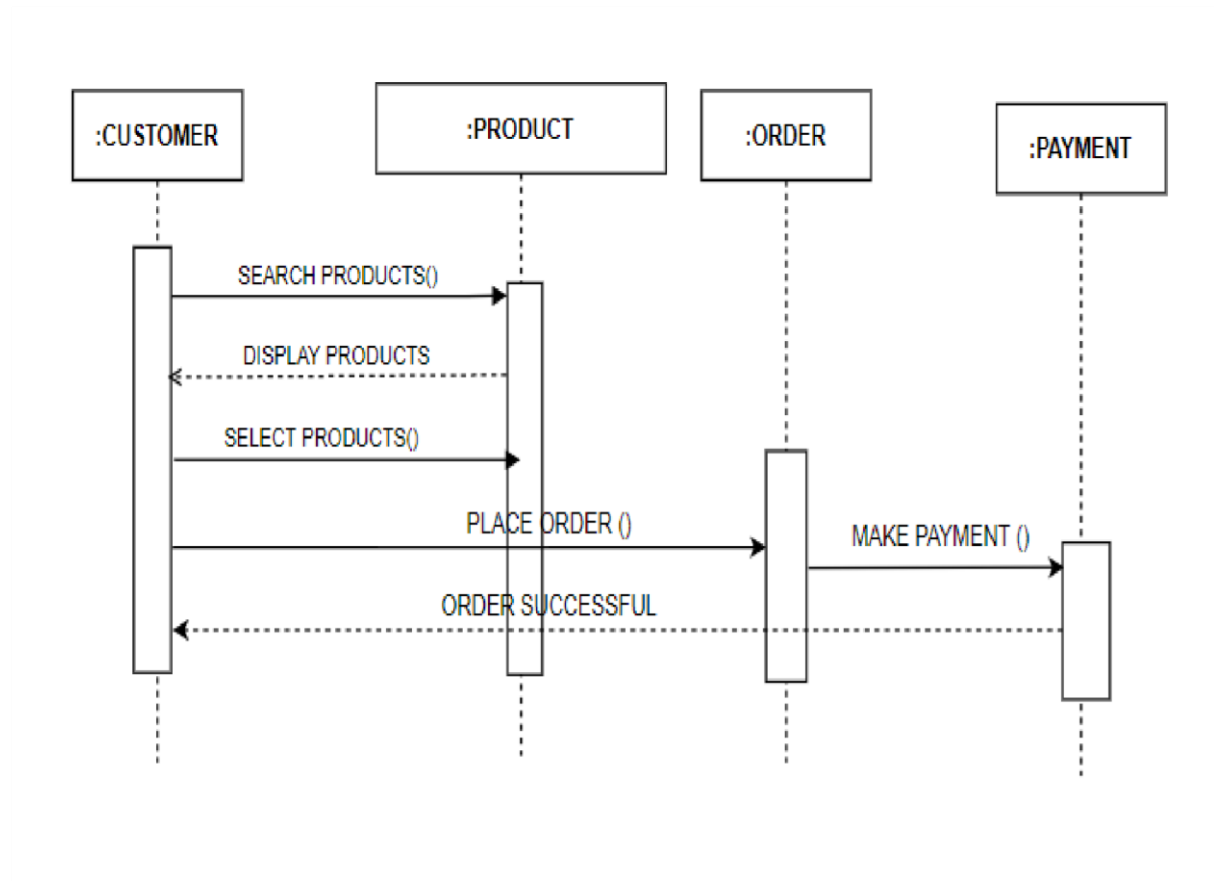 :CUSTOMER
:PRODUCT
:ORDER
:PAYMENT
SEARCH PRODUCTS()
DISPLAY PRODUCTS
SELECT PRODUCTS()
PLACE ORDER ()
MAKE PAYMENT ()
ORDER SUCCESSFUL